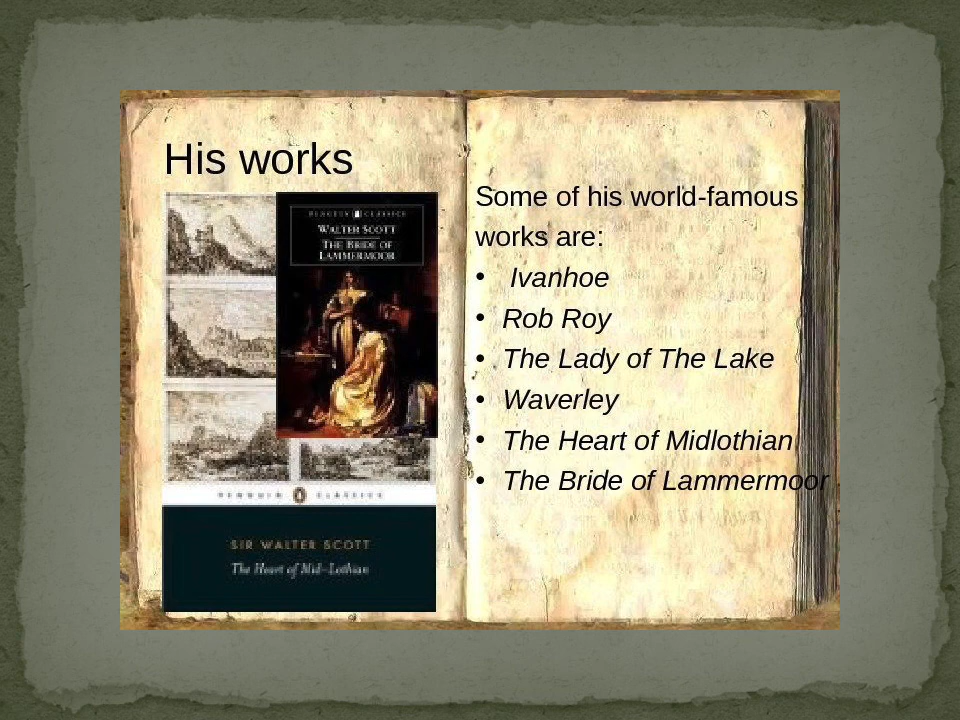 His works
PENGUIN CLASSICS
WALTER SCOTT
THE BRIDE OF
LAMMERMOOR
PENGUIN CLASSICS
SIR WALTER SCOTT
The Heart of Mid-Lothian
Some of his world-famous
works are:
• Ivanhoe
• Rob Roy
• The Lady of The Lake
• Waverley
• The Heart of Midlothian
• The Bride of Lammermoor